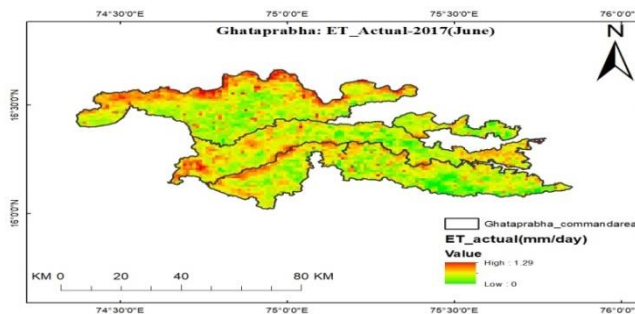 74°30'0"E 75°0'0"E 75°30'0"E 76°0'0"E
Ghataprabha: ET_Actual-2017(June)
N
16°30'0"N
16°0'0"N
Ghataprabha_commandarea
ET_actual(mm/day)
Value
High : 1.29
Low : 0
KM 0 20 40 80 KM
74°30'0"E 75°0'0"E 75°30'0"E 76°0'0"E